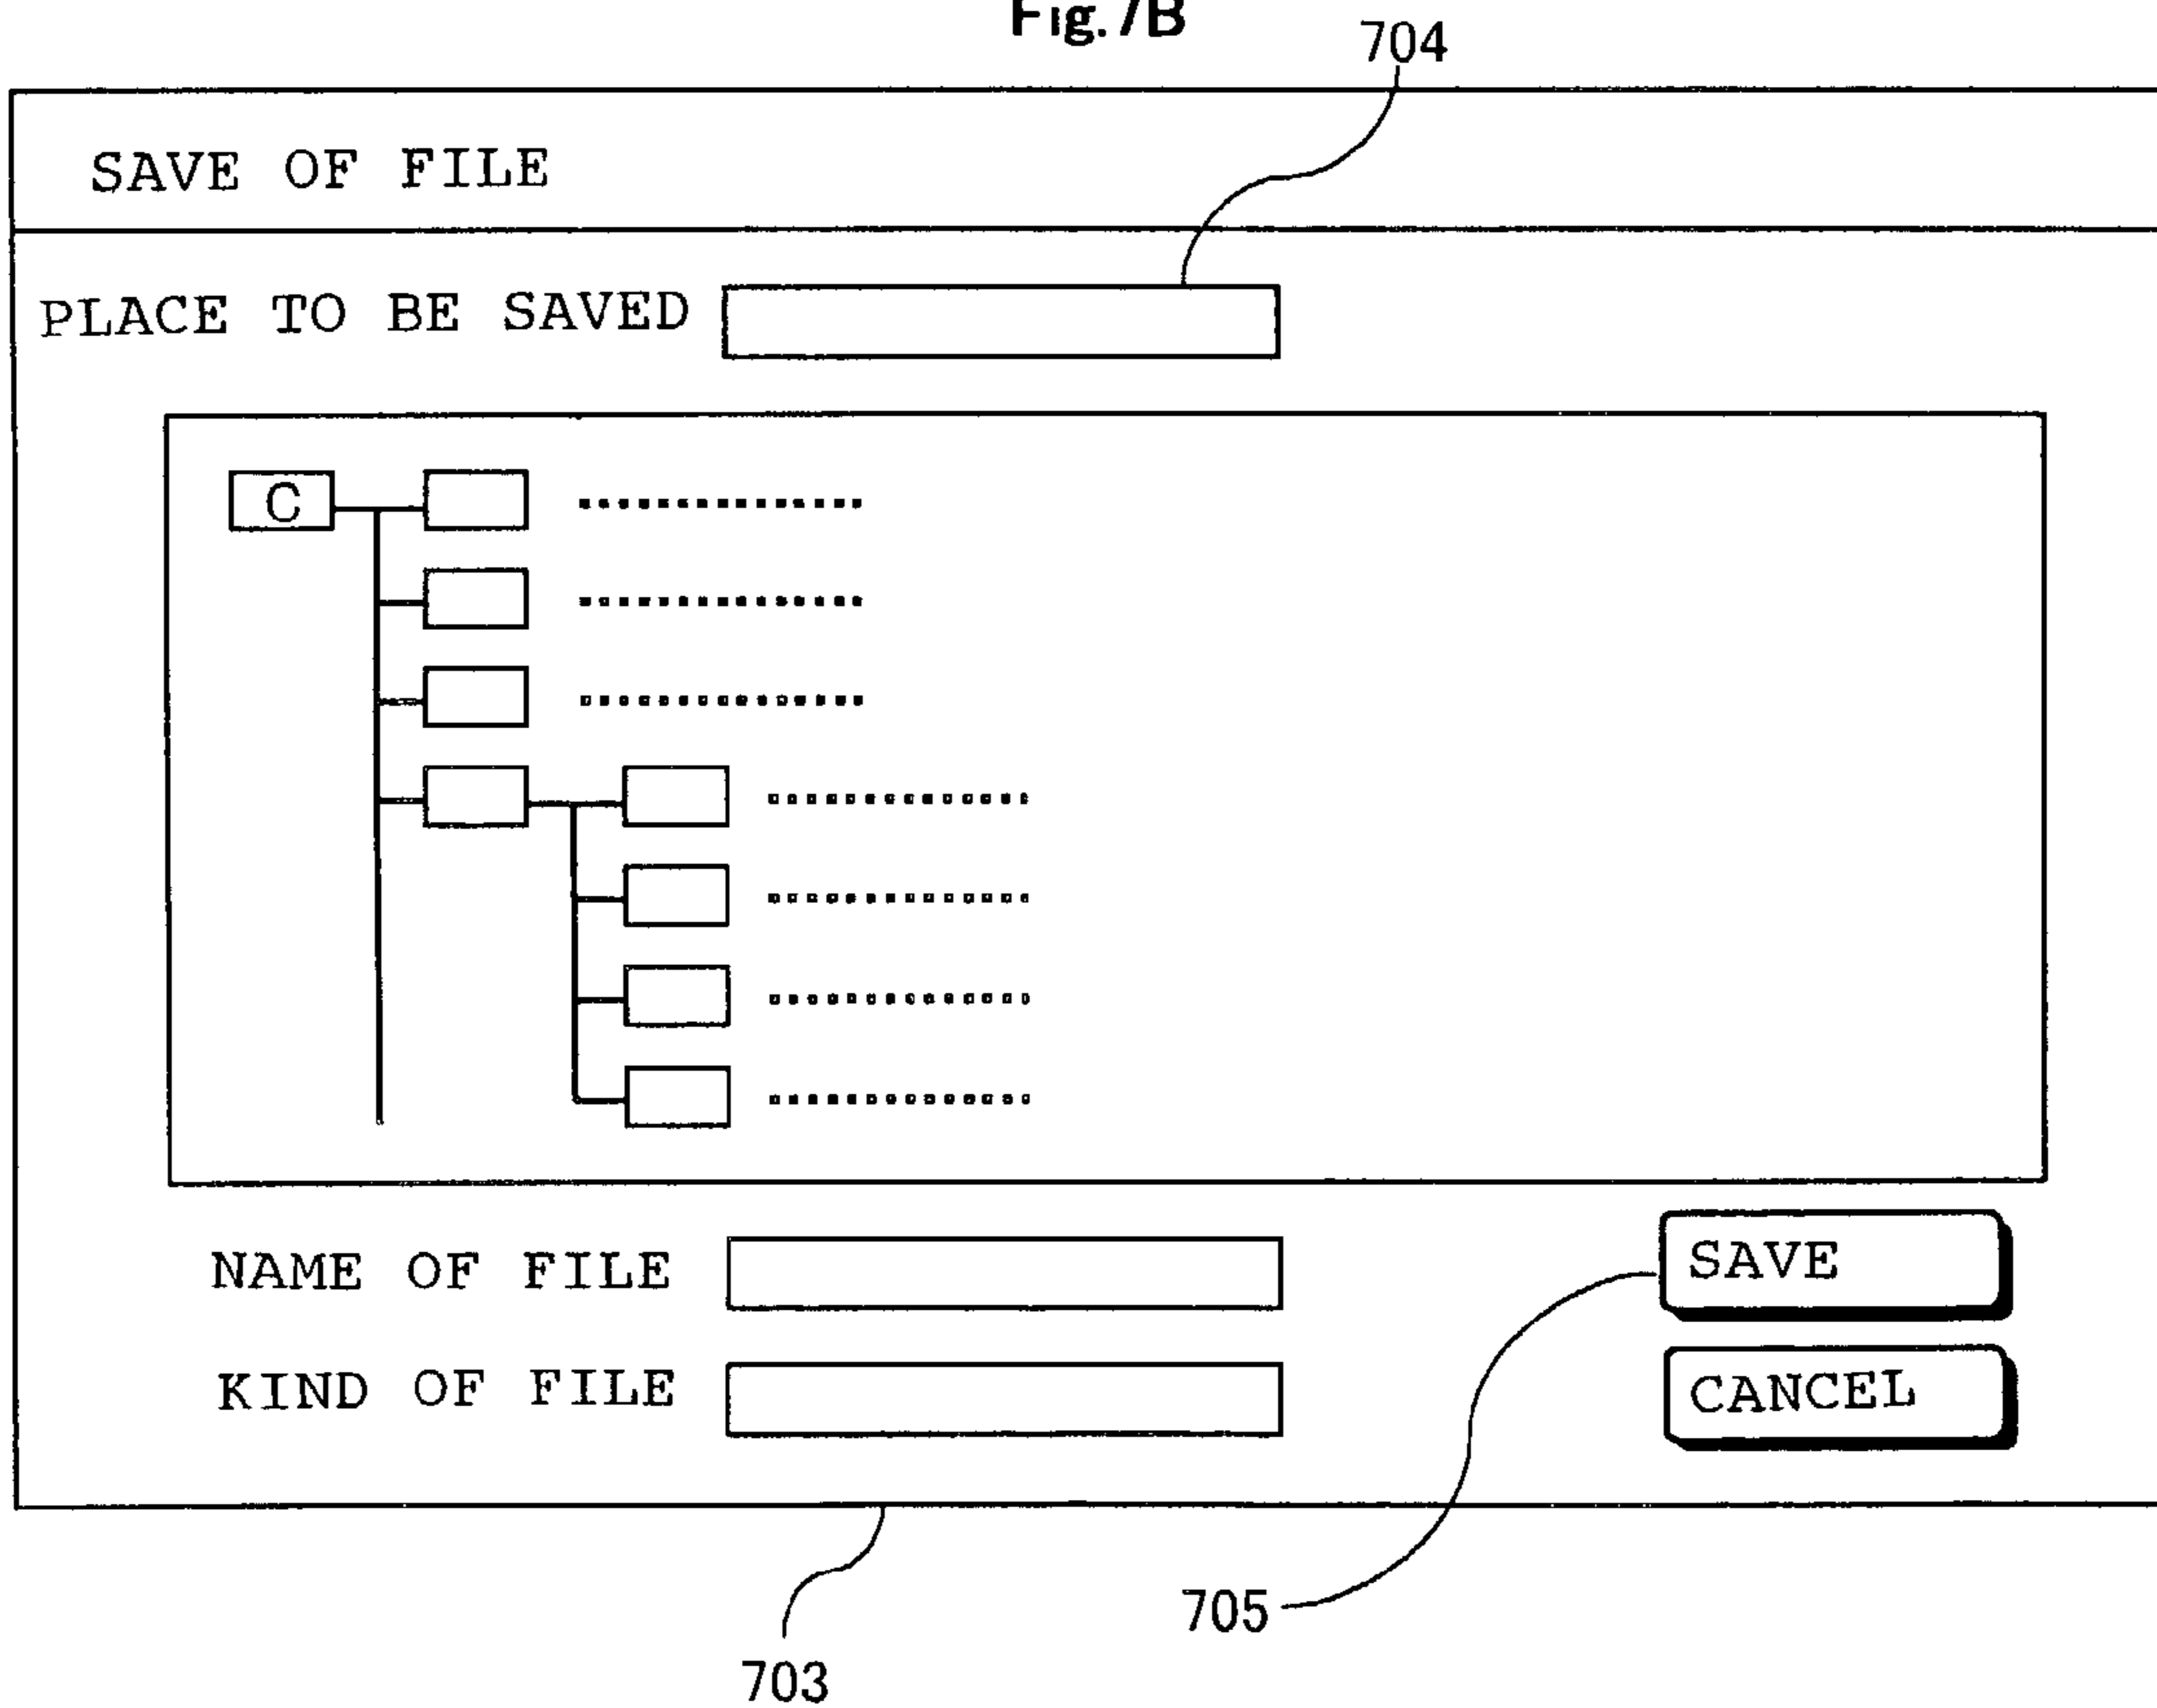 Fig. 7B
704
SAVE OF FILE
PLACE TO BE SAVED
C
NAME OF FILE
SAVE
KIND OF FILE
CANCEL
705
703